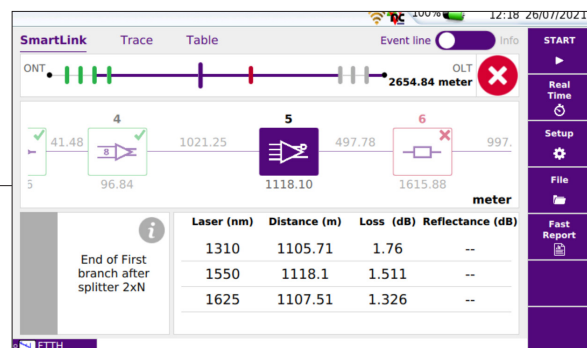 100% 12:18 26/07/2021
SmartLink Trace Table Event line Info START
ONT OLT
2654.84 meter
Real
Time
Setup
4 5 6
41.48 1021.25 497.78 997.
8
96.84 1118.10 1615.88
meter
File
Laser (nm) Distance (m) Loss (dB) Reflectance (dB)
Fast
Report
1310 1105.71 1.76 --
End of First
branch after
splitter 2xN
1550 1118.1 1.511 --
1625 1107.51 1.326 --
FTTH